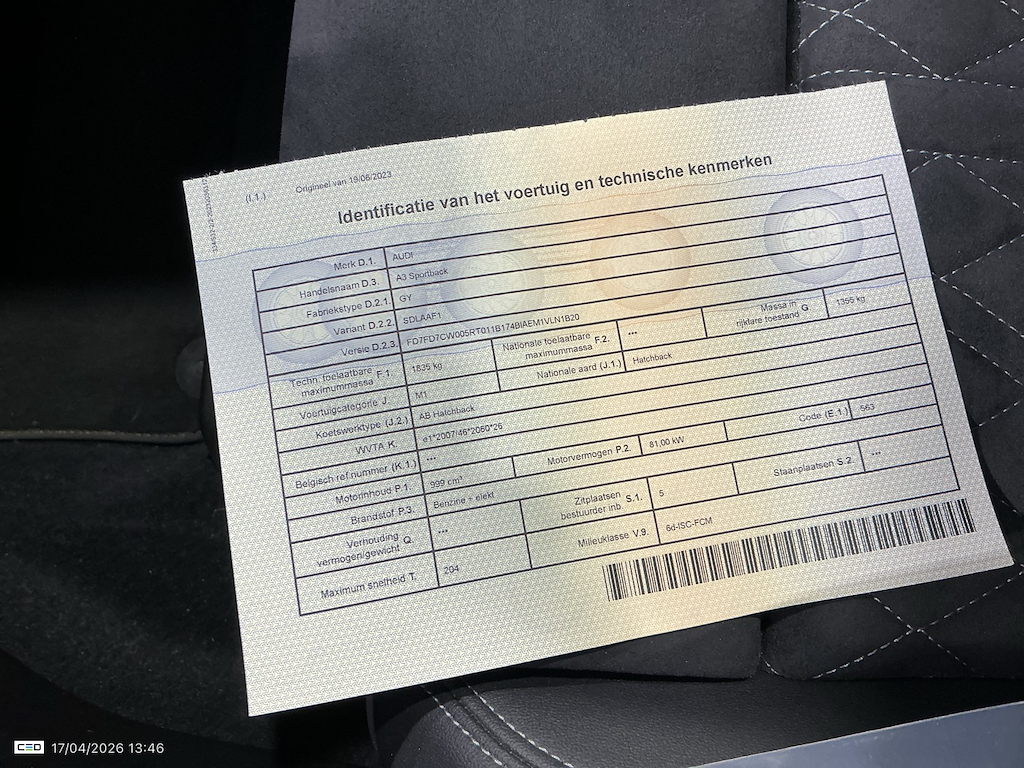 (I.1.) Origineel van 19/06/2023
Identificatie van het voertuig en technische kenmerken
Merk D.1. AUDI
Handelsnaam D.3. A3 Sportback
Fabriekstype D.2.1. GY
Variant D.2.2. SDLAAF1
Versie D.2.3. FD7FD7CW005RT011B174BIAEM1VLN1B20
Techn. toelaatbare maximummassa F.1. 1835 kg Nationale toelaatbare maximummassa F.2. --- Massa in rijklare toestand G. 1395 kg
Voertuigcategorie J. M1 Nationale aard (J.1.) Hatchback
Koetswerktype (J.2.) AB Hatchback
WVTA K. e1*2007/46*2060*26
Belgisch ref.nummer (K.1.) ---
Motorinhoud P.1. 999 cm³ Motorvermogen P.2. 81,00 kW Code (E.1.) 563
Brandstof P.3. Benzine + elekt
Verhouding vermogen/gewicht Q. --- Zitplaatsen bestuurder inb. S.1. 5 Staanplaatsen S.2. ---
Maximum snelheid T. 204 Milieuklasse V.9. 6d-ISC-FCM
CEO 17/04/2026 13:46